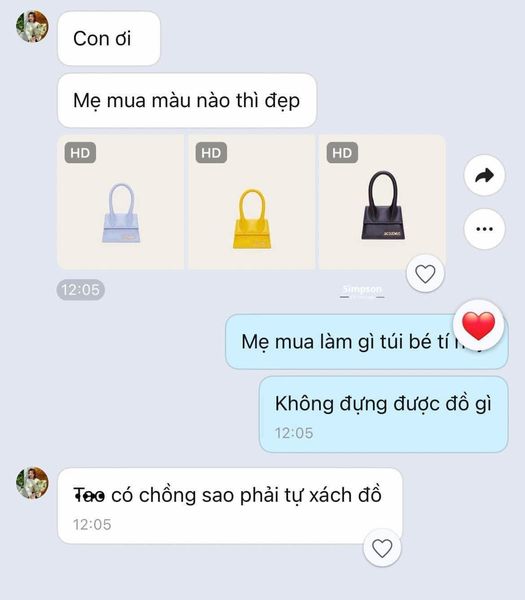 Con ơi
Mẹ mua màu nào thì đẹp
HD HD HD
JACQUEMUS
12:05
Simpson
Mẹ mua làm gì túi bé tí
Không đựng được đồ gì
12:05
Tao có chồng sao phải tự xách đồ
12:05